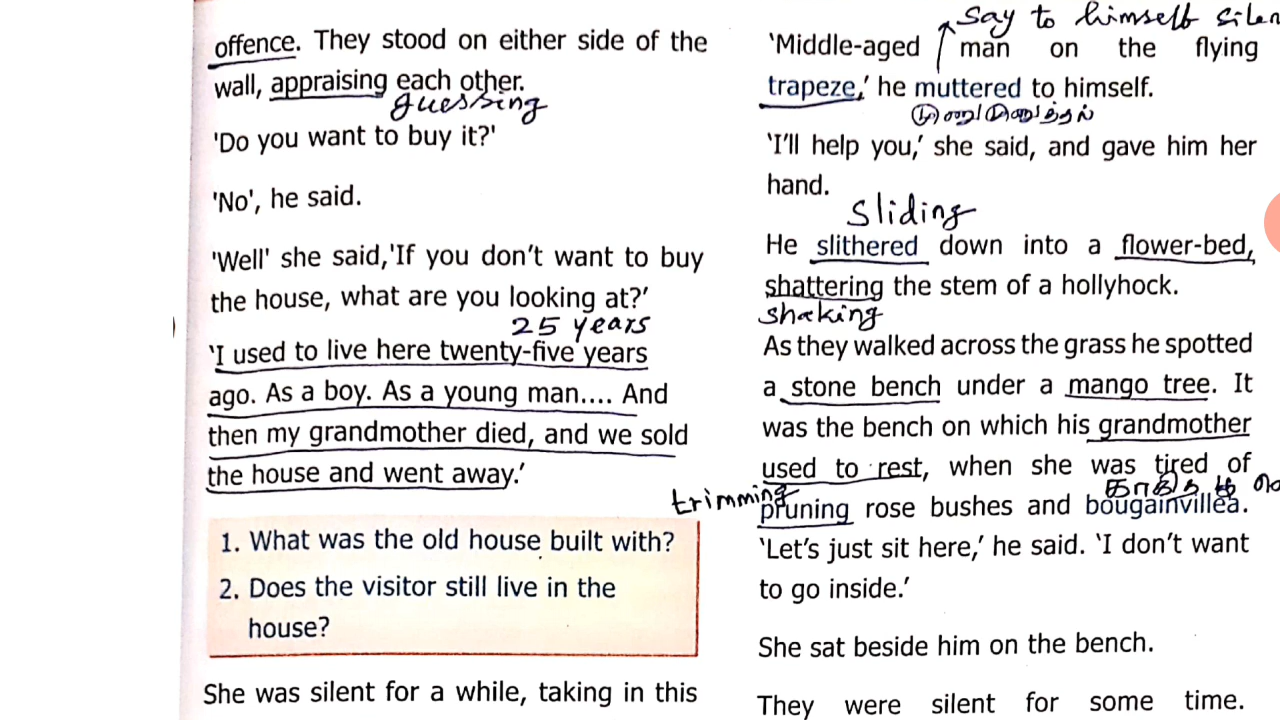 offence. They stood on either side of the
wall, appraising each other.
guessing
'Do you want to buy it?'
'No', he said.
'Well' she said,'If you don't want to buy
the house, what are you looking at?'
25 years
'I used to live here twenty-five years
ago. As a boy. As a young man.... And
then my grandmother died, and we sold
the house and went away.'
1. What was the old house built with?
2. Does the visitor still live in the
house?
She was silent for a while, taking in this
say to himself silen
'Middle-aged man on the flying
trapeze,' he muttered to himself.
முணுமுணுத்தல்
'I'll help you,' she said, and gave him her
hand.
Sliding
He slithered down into a flower-bed,
shattering the stem of a hollyhock.
shaking
As they walked across the grass he spotted
a stone bench under a mango tree. It
was the bench on which his grandmother
used to rest, when she was tired of
trimming
pruning rose bushes and bougainvillea.
'Let's just sit here,' he said. 'I don't want
to go inside.'
She sat beside him on the bench.
They were silent for some time.